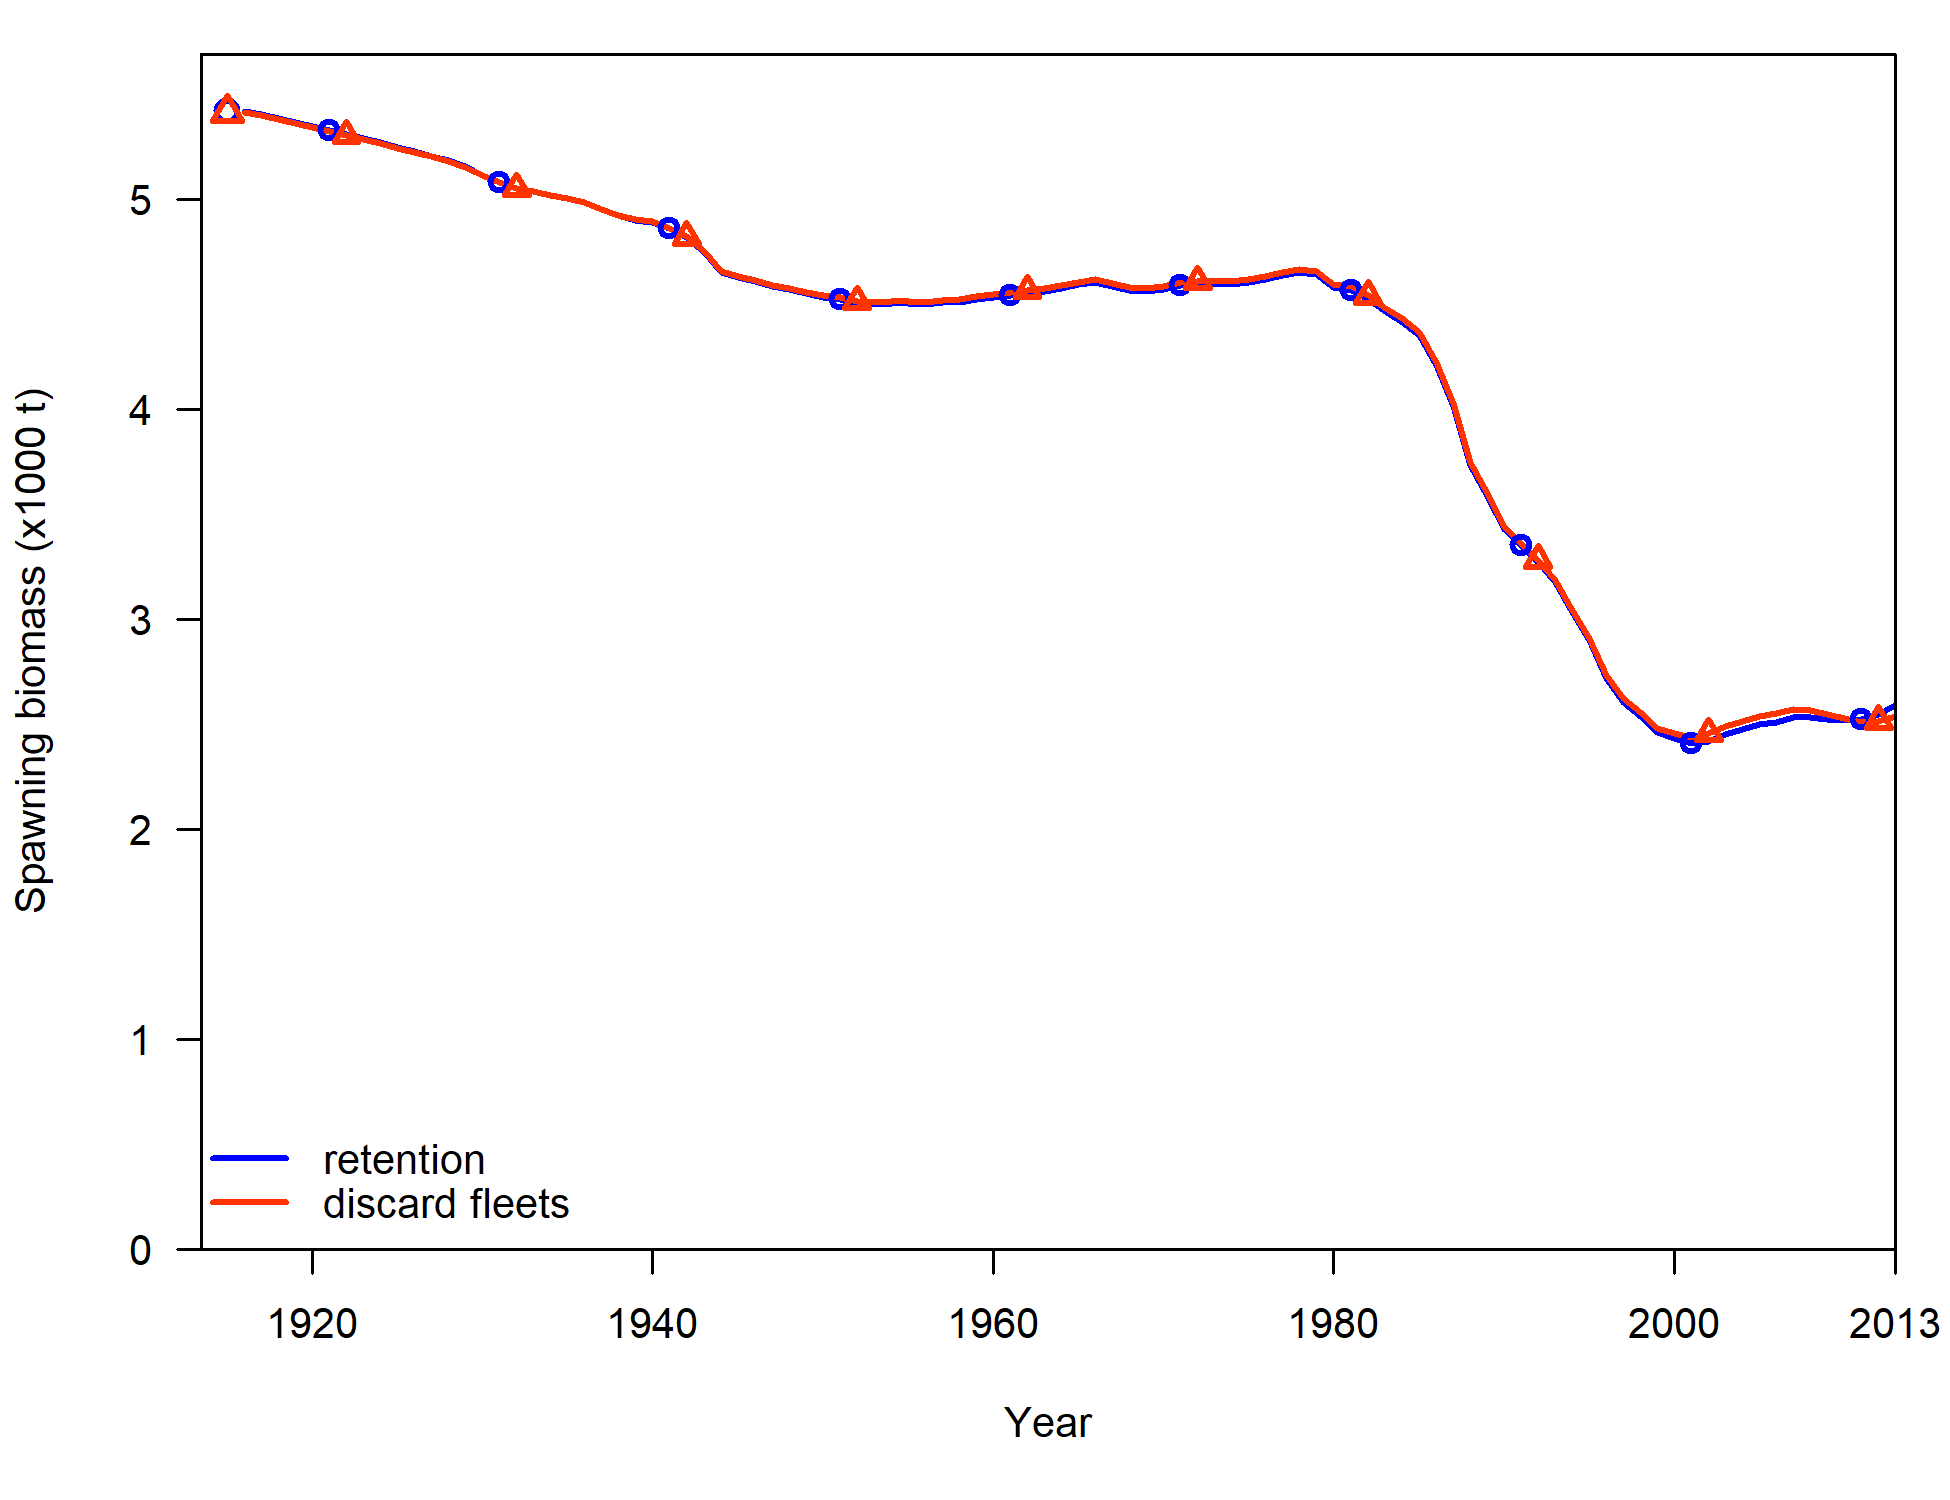 Spawning biomass (x1000 t)
5
4
3
2
1
0
retention
discard fleets
1920 1940 1960 1980 2000 2013
Year